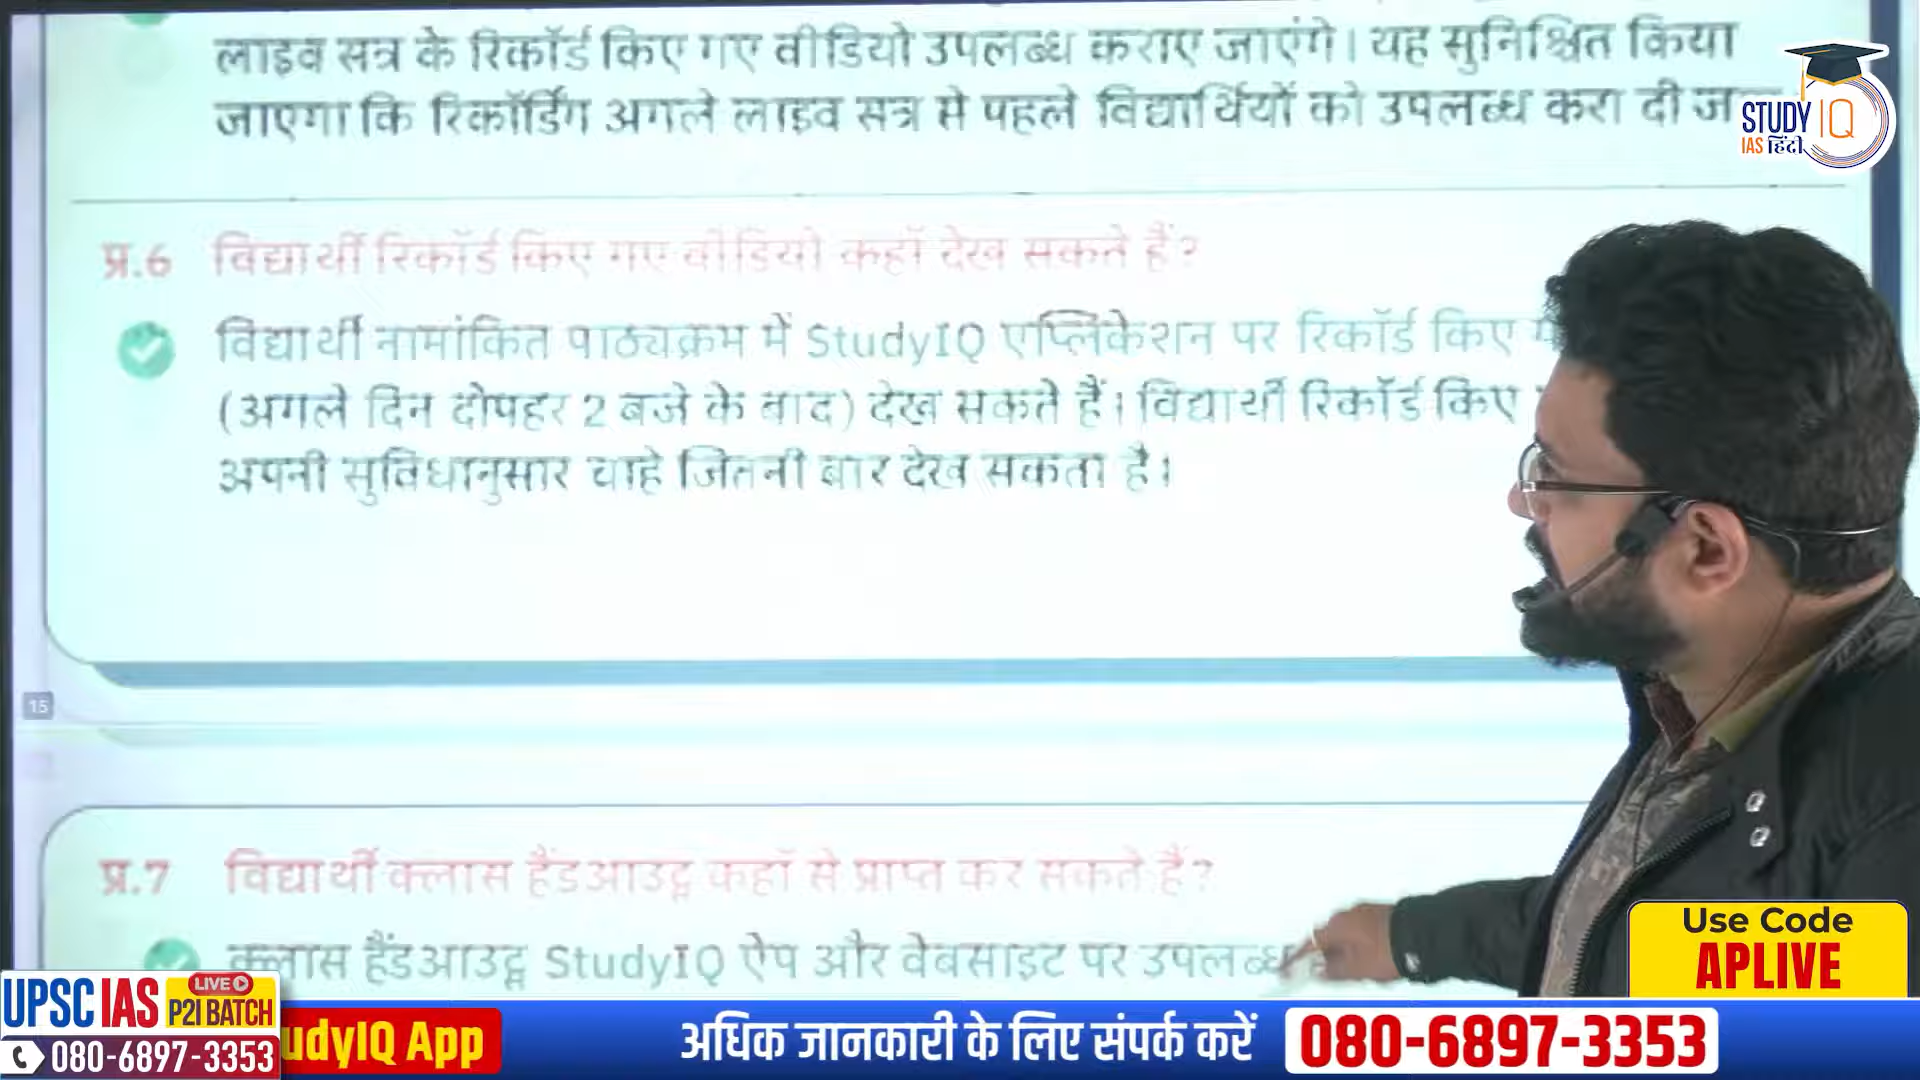 लाइव सत्र के रिकॉर्ड किए गए वीडियो उपलब्ध कराए जाएंगे। यह सुनिश्चित किया
जाएगा कि रिकॉर्डिंग अगले लाइव सत्र से पहले विद्यार्थियों को उपलब्ध करा दी
STUDY IQ
IAS हिंदी
प्र.6 विद्यार्थी रिकॉर्ड किए गए वीडियो कहाँ देख सकते हैं?
विद्यार्थी नामांकित पाठ्यक्रम में StudyIQ एप्लिकेशन पर रिकॉर्ड किए
(अगले दिन दोपहर 2 बजे के बाद) देख सकते हैं। विद्यार्थी रिकॉर्ड किए
अपनी सुविधानुसार चाहे जितनी बार देख सकता है।
15
प्र.7 विद्यार्थी क्लास हैंडआउट्स कहाँ से प्राप्त कर सकते हैं?
क्लास हैंडआउट्स StudyIQ ऐप और वेबसाइट पर उपलब्ध
Use Code
APLIVE
UPSC IAS LIVE P2I BATCH
080-6897-3353
udyIQ App
अधिक जानकारी के लिए संपर्क करें 080-6897-3353